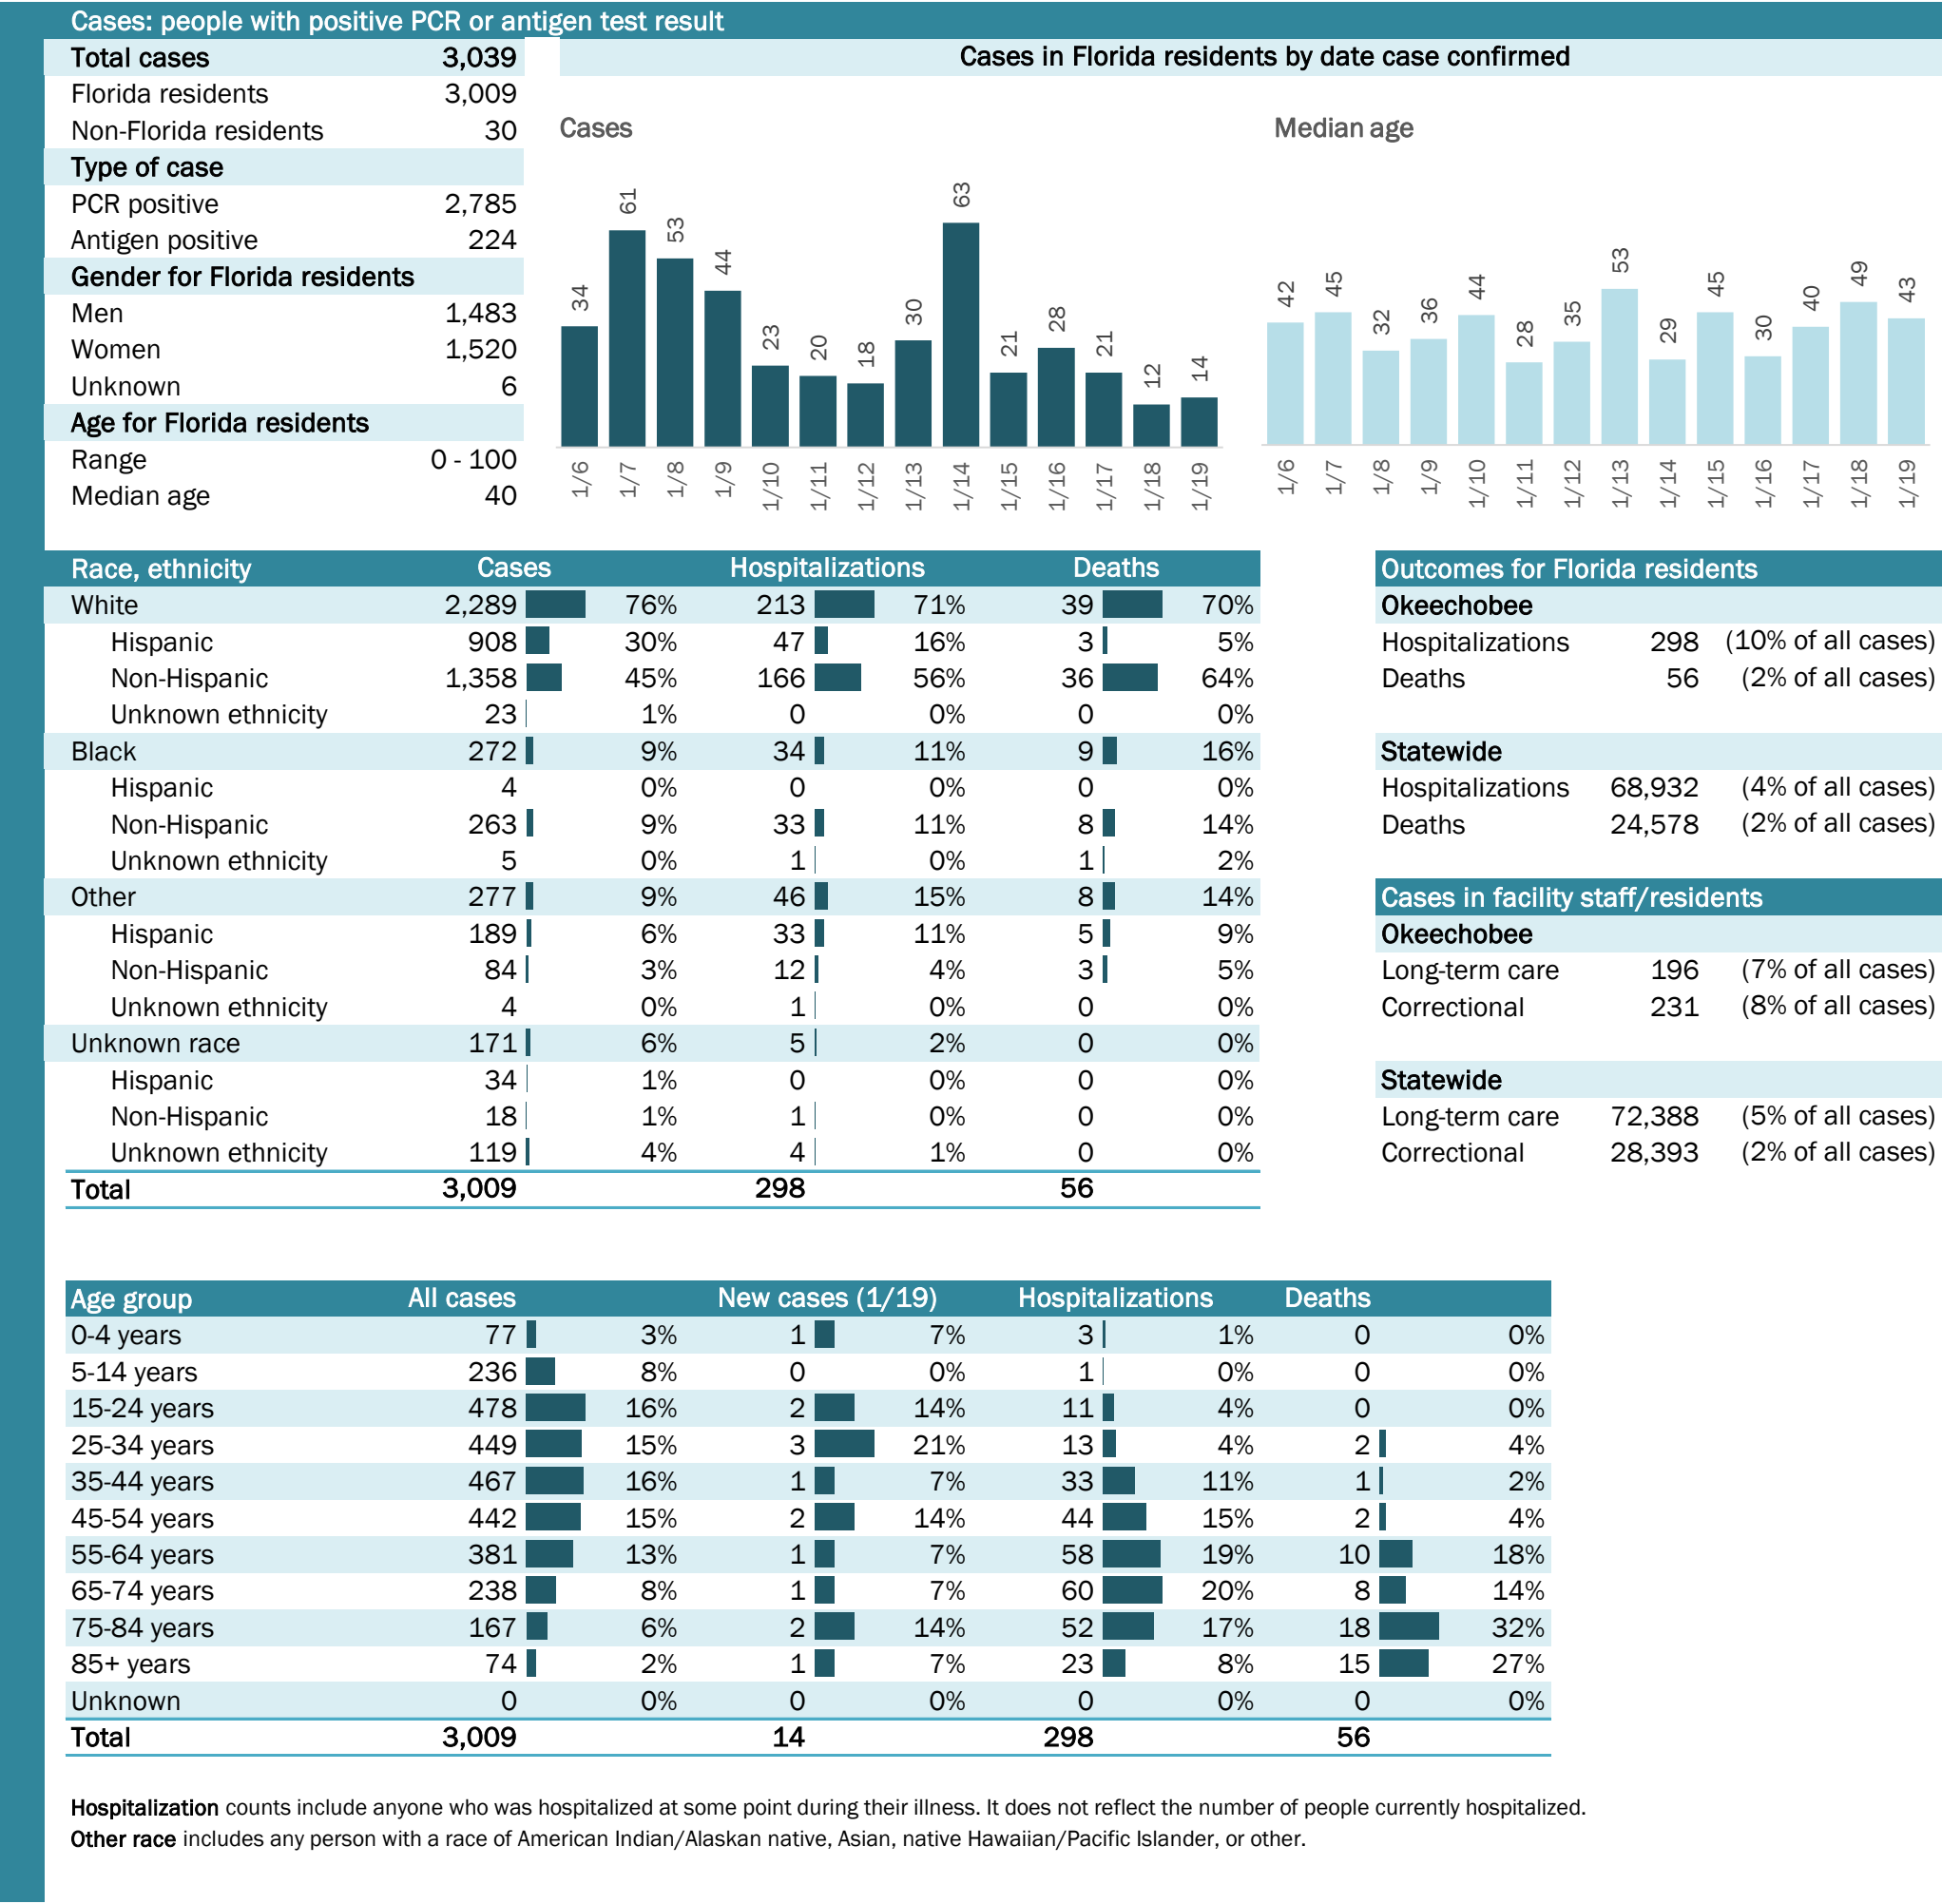 Cases: people with positive PCR or antigen test result
Total cases 3,039
Florida residents 3,009
Non-Florida residents 30
Type of case
PCR positive 2,785
Antigen positive 224
Gender for Florida residents
Men 1,483
Women 1,520
Unknown 6
Age for Florida residents
Range 0 - 100
Median age 40
Cases in Florida residents by date case confirmed
Cases
34 61 53 44 23 20 18 30 63 21 28 21 12 14
1/6 1/7 1/8 1/9 1/10 1/11 1/12 1/13 1/14 1/15 1/16 1/17 1/18 1/19
Median age
42 45 32 36 44 28 35 53 29 45 30 40 49 43
1/6 1/7 1/8 1/9 1/10 1/11 1/12 1/13 1/14 1/15 1/16 1/17 1/18 1/19
Race, ethnicity Cases Hospitalizations Deaths
White 2,289 76% 213 71% 39 70%
Hispanic 908 30% 47 16% 3 5%
Non-Hispanic 1,358 45% 166 56% 36 64%
Unknown ethnicity 23 1% 0 0% 0 0%
Black 272 9% 34 11% 9 16%
Hispanic 4 0% 0 0% 0 0%
Non-Hispanic 263 9% 33 11% 8 14%
Unknown ethnicity 5 0% 1 0% 1 2%
Other 277 9% 46 15% 8 14%
Hispanic 189 6% 33 11% 5 9%
Non-Hispanic 84 3% 12 4% 3 5%
Unknown ethnicity 4 0% 1 0% 0 0%
Unknown race 171 6% 5 2% 0 0%
Hispanic 34 1% 0 0% 0 0%
Non-Hispanic 18 1% 1 0% 0 0%
Unknown ethnicity 119 4% 4 1% 0 0%
Total 3,009 298 56
Outcomes for Florida residents
Okeechobee
Hospitalizations 298 (10% of all cases)
Deaths 56 (2% of all cases)
Statewide
Hospitalizations 68,932 (4% of all cases)
Deaths 24,578 (2% of all cases)
Cases in facility staff/residents
Okeechobee
Long-term care 196 (7% of all cases)
Correctional 231 (8% of all cases)
Statewide
Long-term care 72,388 (5% of all cases)
Correctional 28,393 (2% of all cases)
Age group All cases New cases (1/19) Hospitalizations Deaths
0-4 years 77 3% 1 7% 3 1% 0 0%
5-14 years 236 8% 0 0% 1 0% 0 0%
15-24 years 478 16% 2 14% 11 4% 0 0%
25-34 years 449 15% 3 21% 13 4% 2 4%
35-44 years 467 16% 1 7% 33 11% 1 2%
45-54 years 442 15% 2 14% 44 15% 2 4%
55-64 years 381 13% 1 7% 58 19% 10 18%
65-74 years 238 8% 1 7% 60 20% 8 14%
75-84 years 167 6% 2 14% 52 17% 18 32%
85+ years 74 2% 1 7% 23 8% 15 27%
Unknown 0 0% 0 0% 0 0% 0 0%
Total 3,009 14 298 56
Hospitalization counts include anyone who was hospitalized at some point during their illness. It does not reflect the number of people currently hospitalized.
Other race includes any person with a race of American Indian/Alaskan native, Asian, native Hawaiian/Pacific Islander, or other.